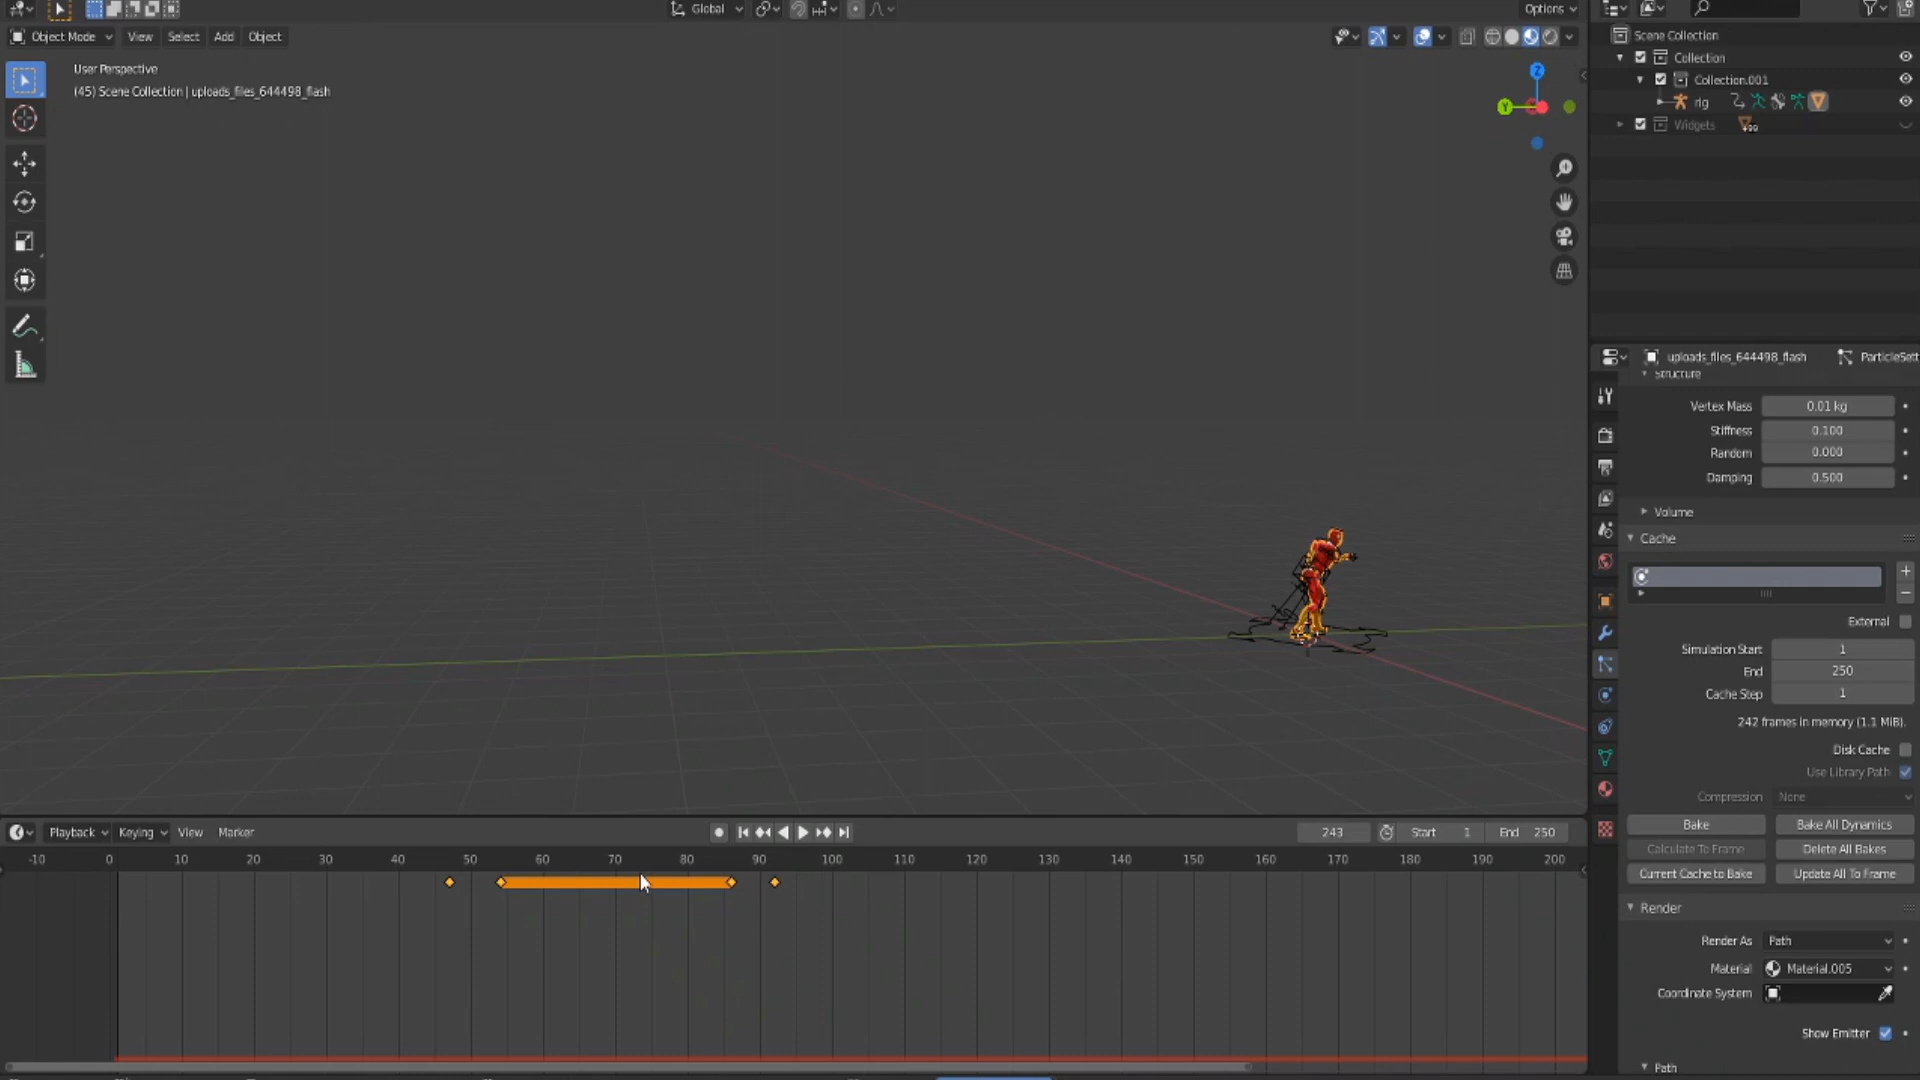 Global
Options
Object Mode
View
Select
Add
Object
User Perspective
(45) Scene Collection | uploads_files_644498_flash
Z
Y
Scene Collection
Collection
Collection.001
rig
Widgets
99
uploads_files_644498_flash
ParticleSett
Structure
Vertex Mass 0.01 kg
Stiffness 0.100
Random 0.000
Damping 0.500
Volume
Cache
External
Simulation Start 1
End 250
Cache Step 1
242 frames in memory (1.1 MiB).
Disk Cache
Use Library Path
Compression None
Bake Bake All Dynamics
Calculate To Frame Delete All Bakes
Current Cache to Bake Update All To Frame
Render
Render As Path
Material Material.005
Coordinate System
Show Emitter
Path
Playback Keying View Marker
243 Start 1 End 250
-10 0 10 20 30 40 50 60 70 80 90 100 110 120 130 140 150 160 170 180 190 200